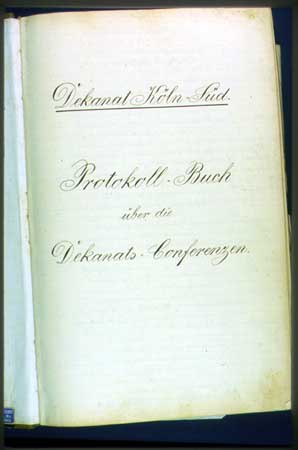 Dekanat Köln-Süd.
Protokoll-Buch
über die
Dekanats-Conferenzen.